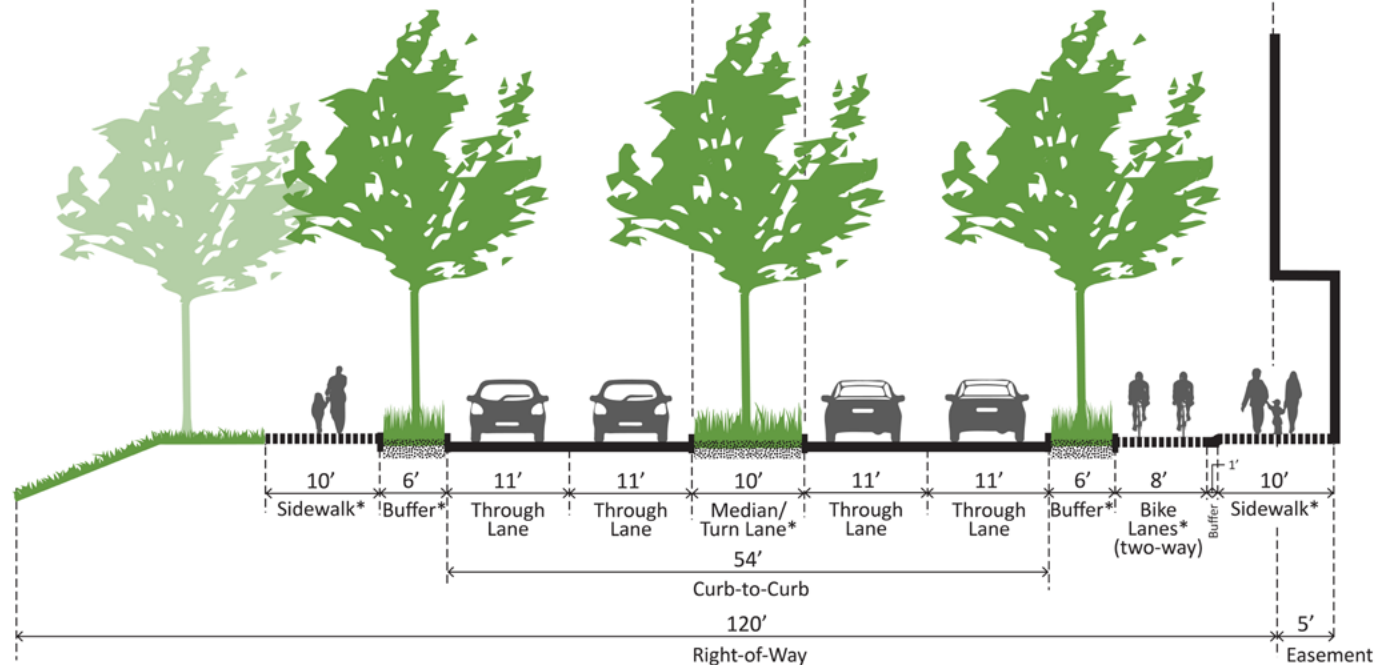 10’ 6’ 11’ 11’ 10’ 11’ 11’ 6’ 8’ 1’ 10’
Sidewalk* Buffer* Through Lane Through Lane Median/ Turn Lane* Through Lane Through Lane Buffer* Bike Lanes* (two-way) Buffer Sidewalk*
54’
Curb-to-Curb
120’ 5’
Right-of-Way Easement